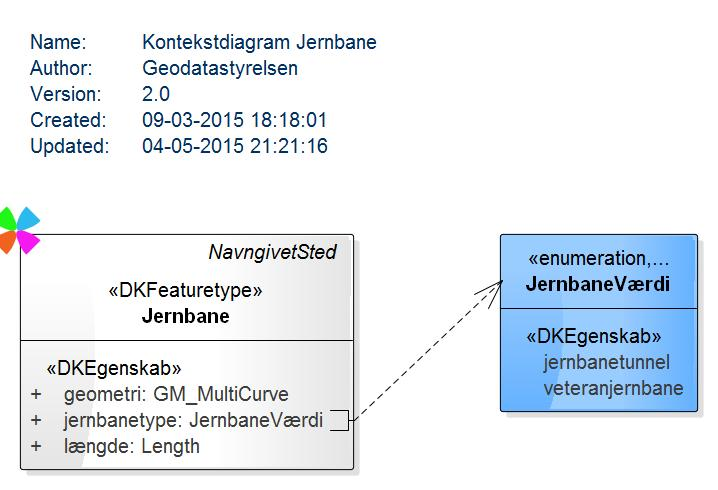 Name: Kontekstdiagram Jernbane
Author: Geodatastyrelsen
Version: 2.0
Created: 09-03-2015 18:18:01
Updated: 04-05-2015 21:21:16
NavngivetSted
«DKFeaturetype»
Jernbane
«DKEgenskab»
+ geometri: GM_MultiCurve
+ jernbanetype: JernbaneVærdi
+ længde: Length
«enumeration,...
JernbaneVærdi
«DKEgenskab»
jernbanetunnel
veteranjernbane